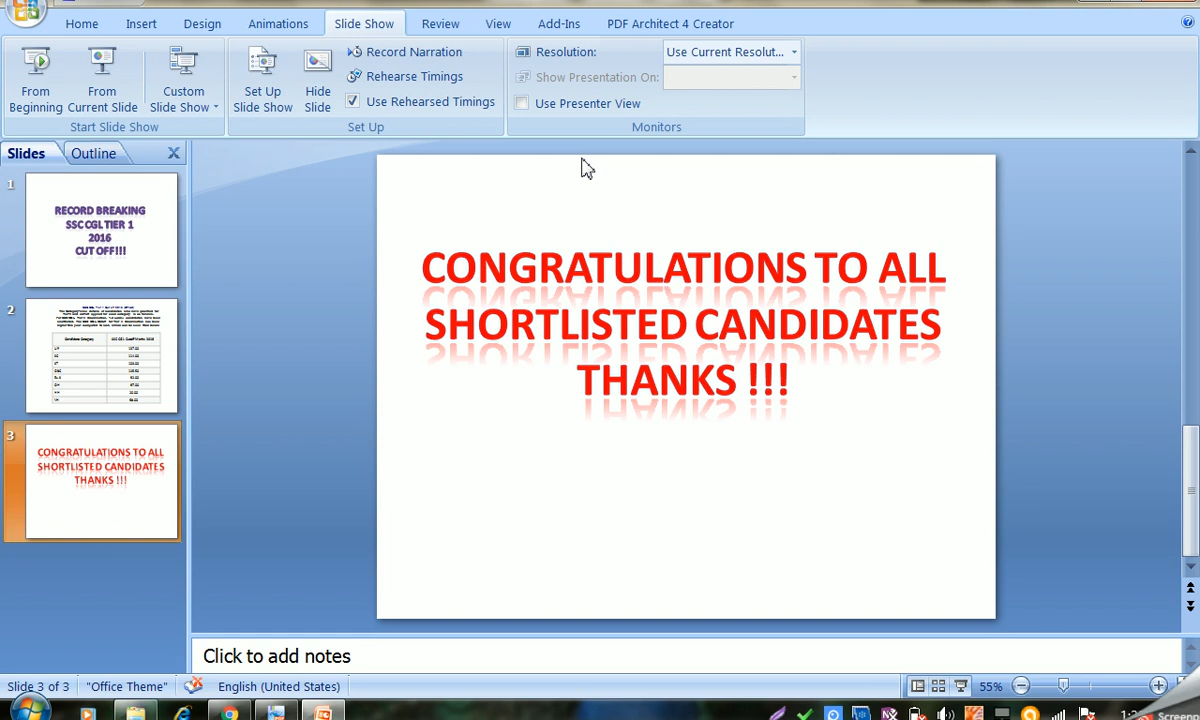 Home Insert Design Animations Slide Show Review View Add-Ins PDF Architect 4 Creator
From Beginning
From Current Slide
Custom Slide Show
Start Slide Show
Set Up Slide Show
Hide Slide
Record Narration
Rehearse Timings
Use Rehearsed Timings
Set Up
Resolution: Use Current Resolut...
Show Presentation On:
Use Presenter View
Monitors
Slides Outline
1
RECORD BREAKING
SSC CGL TIER 1
2016
CUT OFF!!!
2
3
CONGRATULATIONS TO ALL
SHORTLISTED CANDIDATES
THANKS !!!
CONGRATULATIONS TO ALL
SHORTLISTED CANDIDATES
THANKS !!!
Click to add notes
Slide 3 of 3 "Office Theme" English (United States) 55%